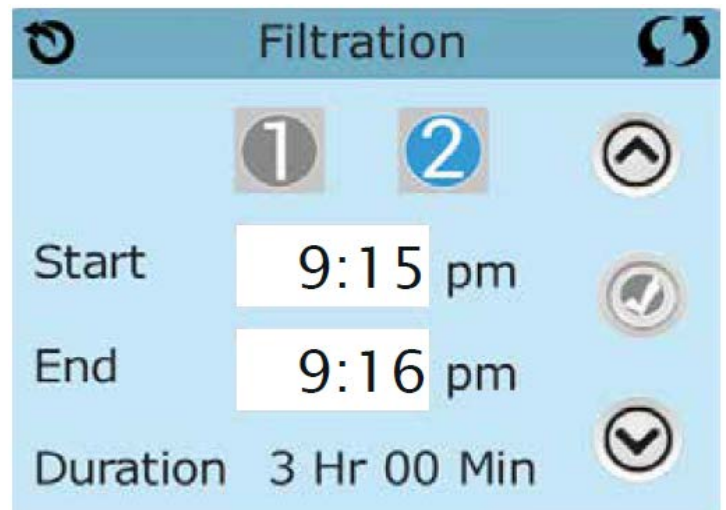 Filtration
1 2
Start 9:15 pm
End 9:16 pm
Duration 3 Hr 00 Min